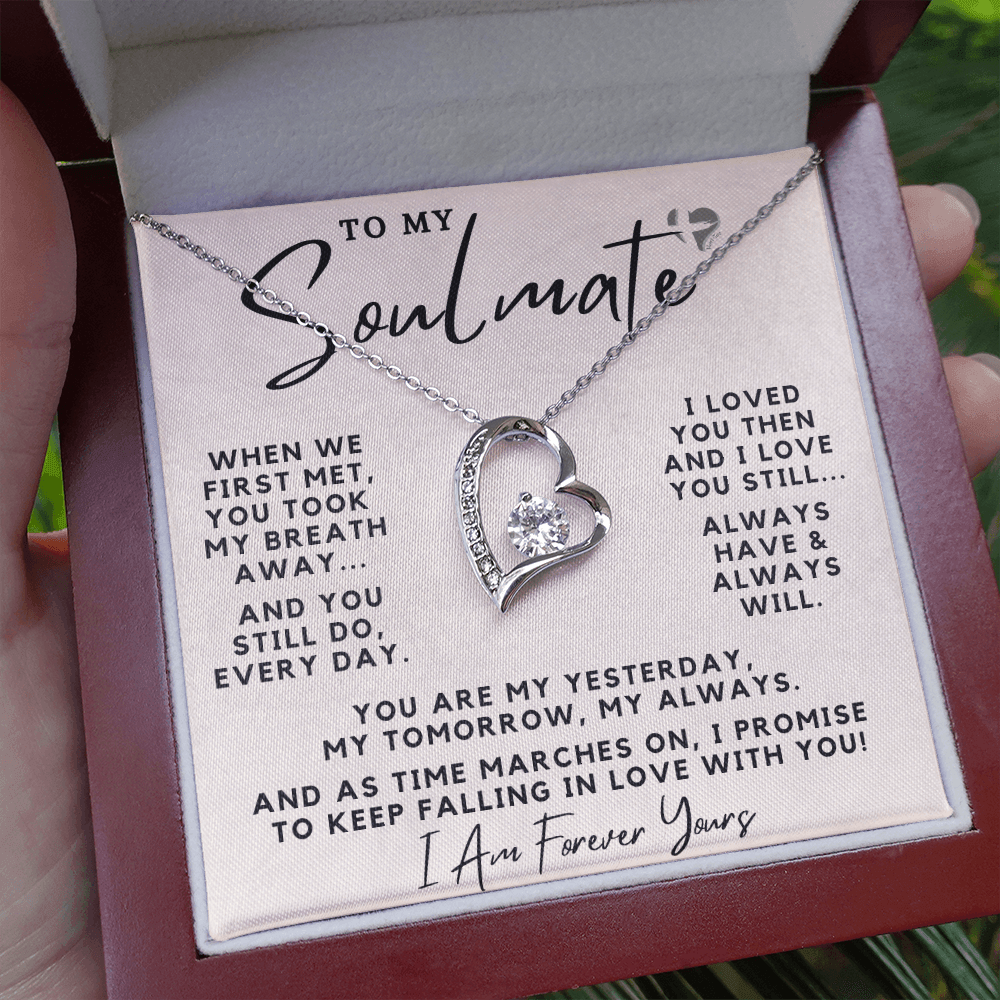 TO MY
Soulmate
WHEN WE
FIRST MET,
YOU TOOK
MY BREATH
AWAY...
AND YOU
STILL DO,
EVERY DAY.
I LOVED
YOU THEN
AND I LOVE
YOU STILL...
ALWAYS
HAVE &
ALWAYS
WILL.
YOU ARE MY YESTERDAY,
MY TOMORROW, MY ALWAYS.
AND AS TIME MARCHES ON, I PROMISE
TO KEEP FALLING IN LOVE WITH YOU!
I Am Forever Yours